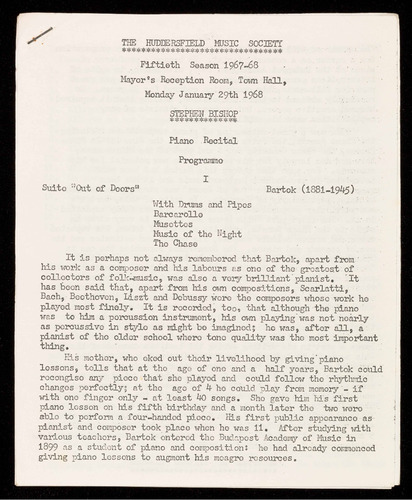 THE HUDDERSFIELD MUSIC SOCIETY
******************************
Fiftieth Season 1967-68
Mayor's Reception Room, Town Hall,
Monday January 29th 1968
STEPHEN BISHOP
**************
Piano Recital
Programme
I
Suite "Out of Doors" Bartok (1881-1945)
With Drums and Pipes
Barcarolle
Musettes
Music of the Night
The Chase
It is perhaps not always remembered that Bartok, apart from
his work as a composer and his labours as one of the greatest of
collectors of folk-music, was also a very brilliant pianist. It
has been said that, apart from his own compositions, Scarlatti,
Bach, Beethoven, Liszt and Debussy were the composers whose work he
played most finely. It is recorded, too, that although the piano
was to him a percussion instrument, his own playing was not nearly
as percussive in style as might be imagined; he was, after all, a
pianist of the older school where tone quality was the most important
thing.
His mother, who eked out their livelihood by giving piano
lessons, tells that at the age of one and a half years, Bartok could
recognise any piece that she played and could follow the rhythmic
changes perfectly; at the age of 4 he could play from memory - if
with one finger only - at least 40 songs. She gave him his first
piano lesson on his fifth birthday and a month later the two were
able to perform a four-handed piece. His first public appearance as
pianist and composer took place when he was 11. After studying with
various teachers, Bartok entered the Budapest Academy of Music in
1899 as a student of piano and composition: he had already commenced
giving piano lessons to augment his meagre resources.